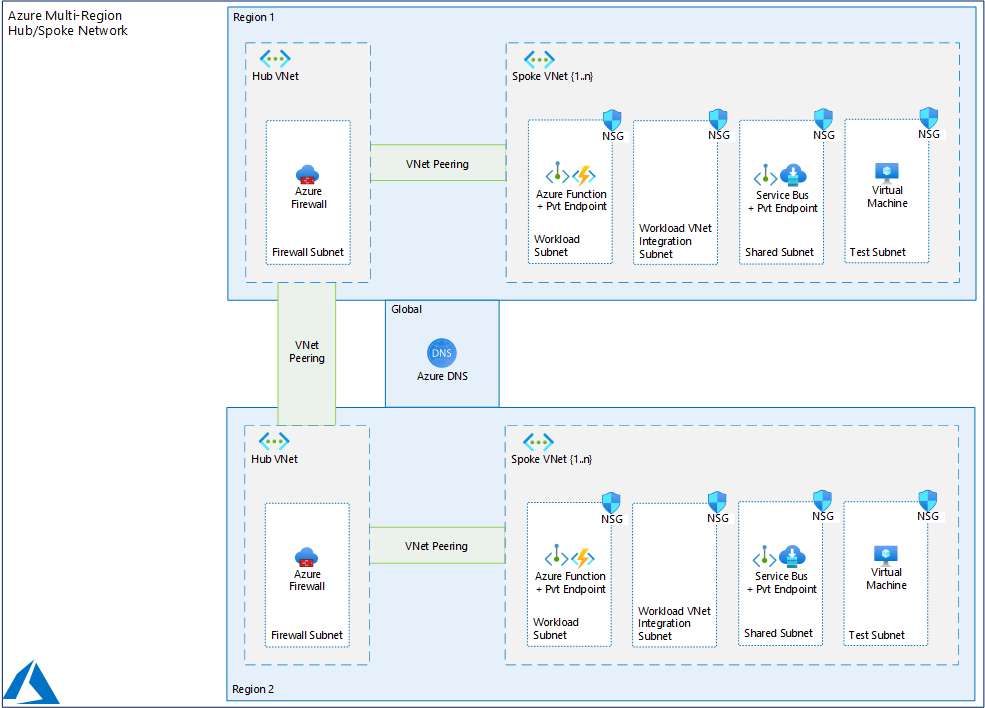 Azure Multi-Region
Hub/Spoke Network
Region 1
Hub VNet
Azure
Firewall
Firewall Subnet
VNet Peering
Spoke VNet {1..n}
NSG
Azure Function
+ Pvt Endpoint
Workload
Subnet
NSG
Workload VNet
Integration
Subnet
NSG
Service Bus
+ Pvt Endpoint
Shared Subnet
NSG
Virtual
Machine
Test Subnet
VNet
Peering
Global
DNS
Azure DNS
Hub VNet
Azure
Firewall
Firewall Subnet
VNet Peering
Spoke VNet {1..n}
NSG
Azure Function
+ Pvt Endpoint
Workload
Subnet
NSG
Workload VNet
Integration
Subnet
NSG
Service Bus
+ Pvt Endpoint
Shared Subnet
NSG
Virtual
Machine
Test Subnet
Region 2